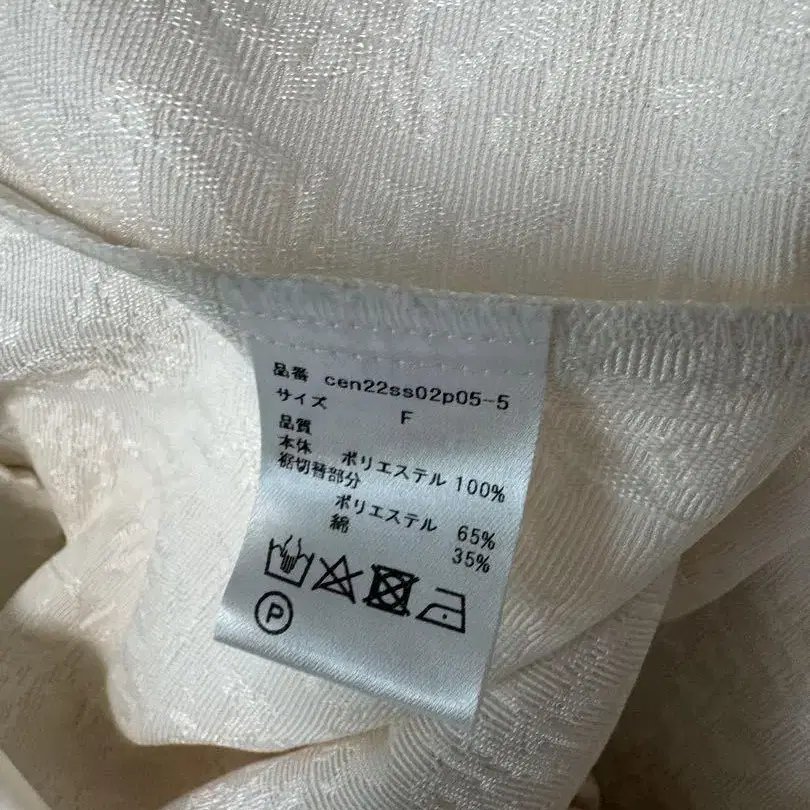 品番 cen22ss02p05-5
サイズ F
品質
本体 ポリエステル 100%
裾切替部分
ポリエステル 65%
綿 35%
P